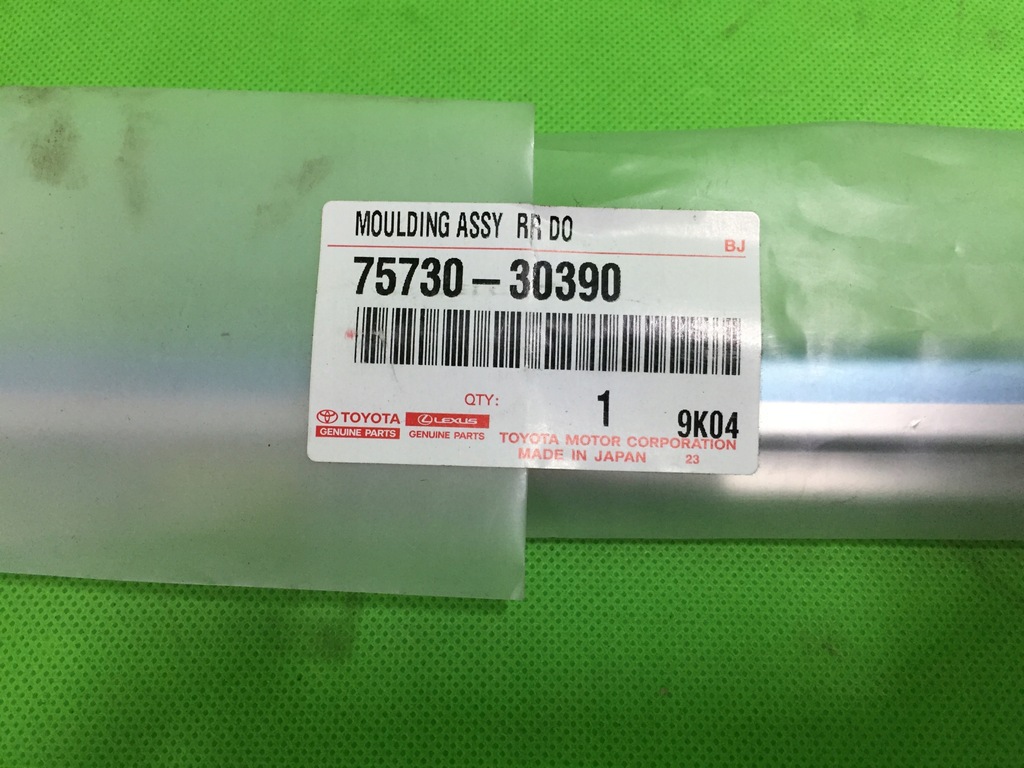 MOULDING ASSY RR DO
BJ
75730-30390
QTY: 1
9K04
TOYOTA
GENUINE PARTS
LEXUS
GENUINE PARTS
TOYOTA MOTOR CORPORATION
MADE IN JAPAN 23